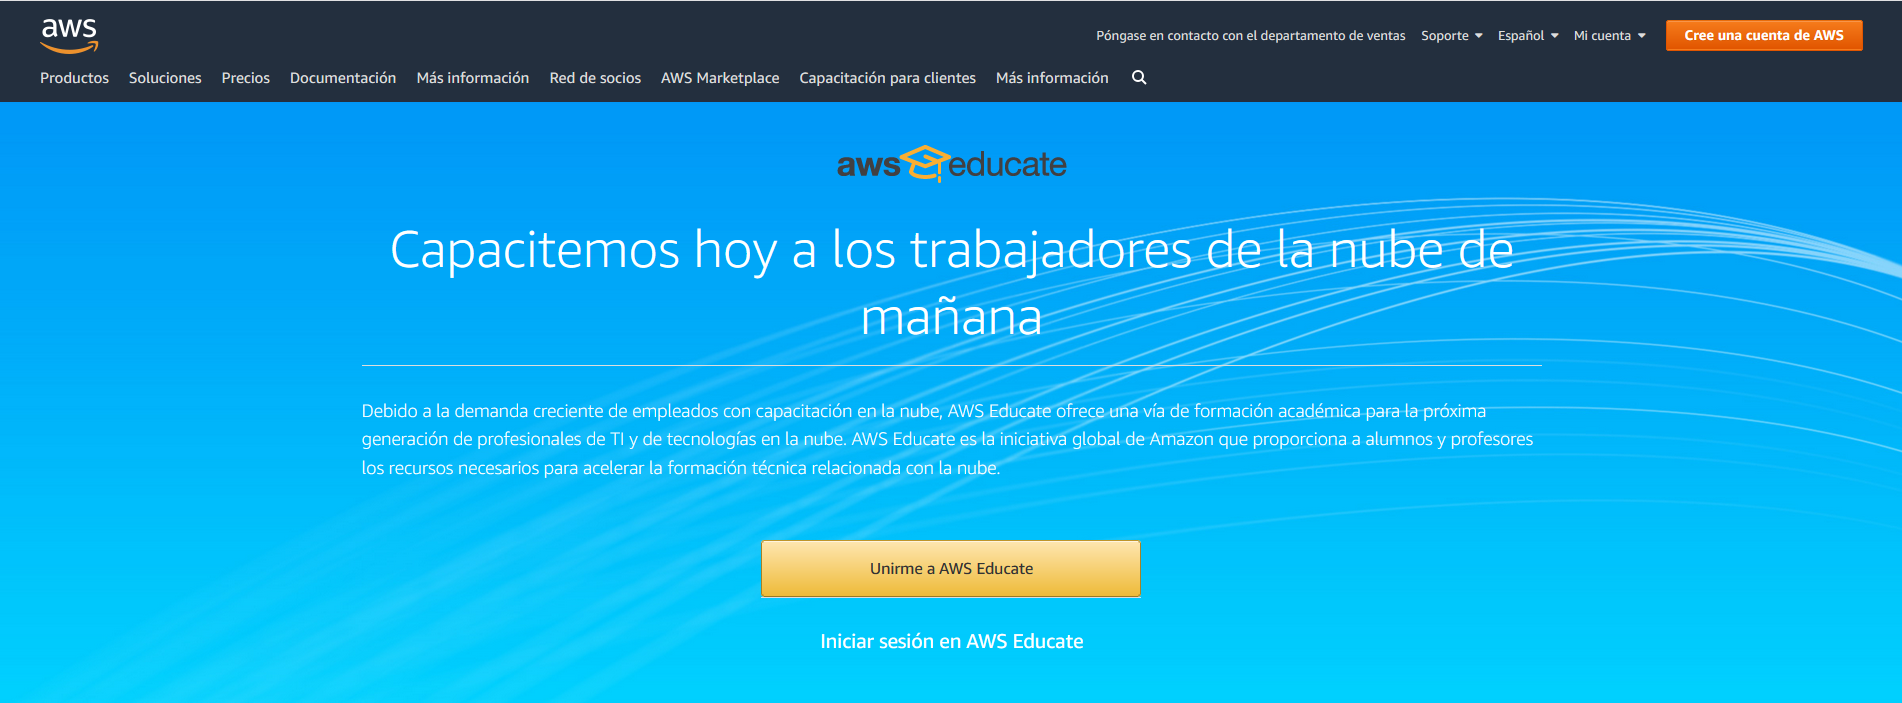 aws
Póngase en contacto con el departamento de ventas Soporte Español Mi cuenta Cree una cuenta de AWS
Productos Soluciones Precios Documentación Más información Red de socios AWS Marketplace Capacitación para clientes Más información
aws educate
Capacitemos hoy a los trabajadores de la nube de
mañana
Debido a la demanda creciente de empleados con capacitación en la nube, AWS Educate ofrece una vía de formación académica para la próxima
generación de profesionales de TI y de tecnologías en la nube. AWS Educate es la iniciativa global de Amazon que proporciona a alumnos y profesores
los recursos necesarios para acelerar la formación técnica relacionada con la nube.
Unirme a AWS Educate
Iniciar sesión en AWS Educate